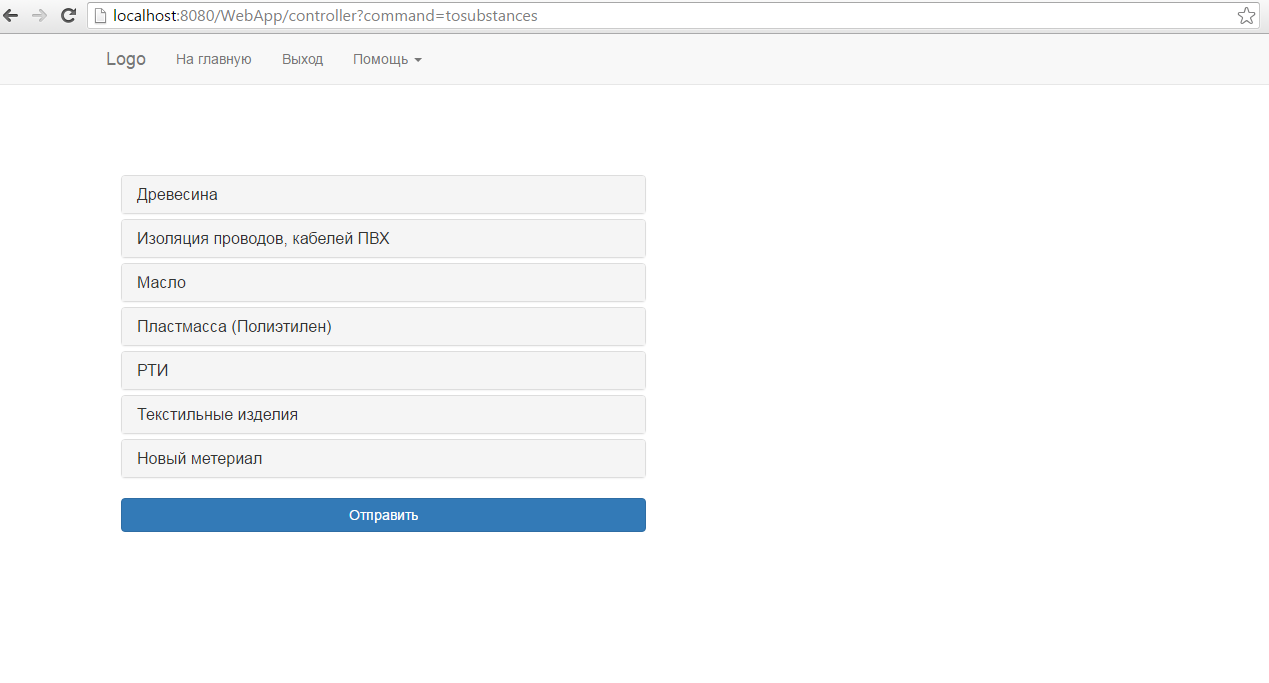 localhost:8080/WebApp/controller?command=tosubstances
Logo На главную Выход Помощь
Древесина
Изоляция проводов, кабелей ПВХ
Масло
Пластмасса (Полиэтилен)
РТИ
Текстильные изделия
Новый метериал
Отправить